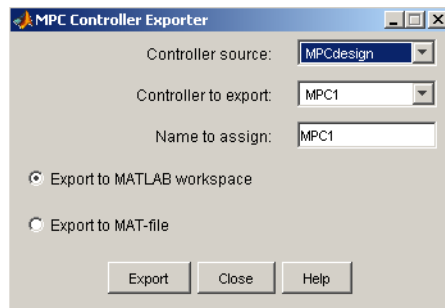 MPC Controller Exporter
Controller source: MPCdesign
Controller to export: MPC1
Name to assign: MPC1
Export to MATLAB workspace
Export to MAT-file
Export Close Help